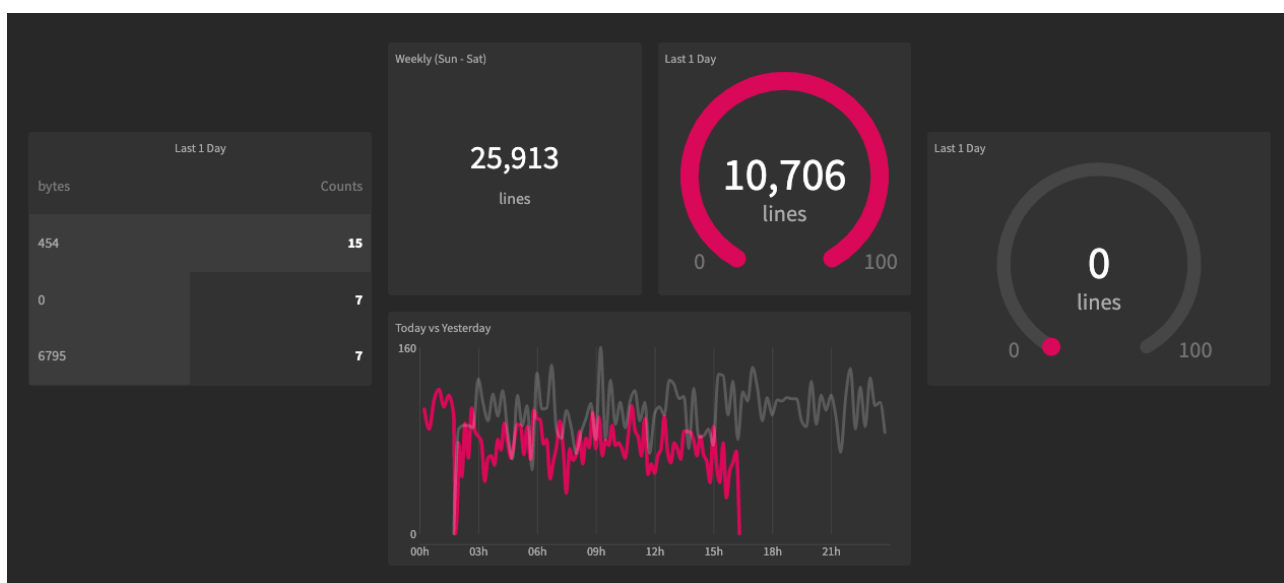 Last 1 Day
bytes Counts
454 15
0 7
6795 7
Weekly (Sun - Sat)
25,913
lines
Last 1 Day
10,706
lines
0 100
Today vs Yesterday
160
0
00h 03h 06h 09h 12h 15h 18h 21h
Last 1 Day
0
lines
0 100